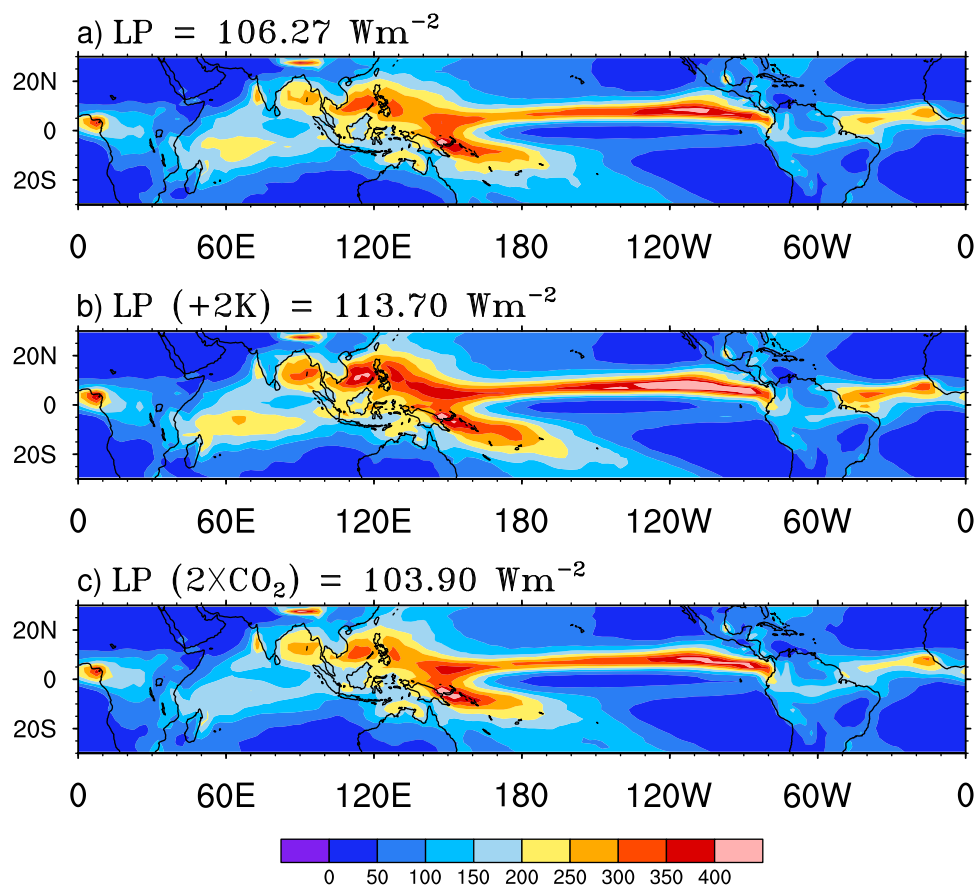 a) LP = 106.27 Wm⁻²
20N
0
20S
0 60E 120E 180 120W 60W 0
b) LP (+2K) = 113.70 Wm⁻²
20N
0
20S
0 60E 120E 180 120W 60W 0
c) LP (2XCO₂) = 103.90 Wm⁻²
20N
0
20S
0 60E 120E 180 120W 60W 0
0 50 100 150 200 250 300 350 400